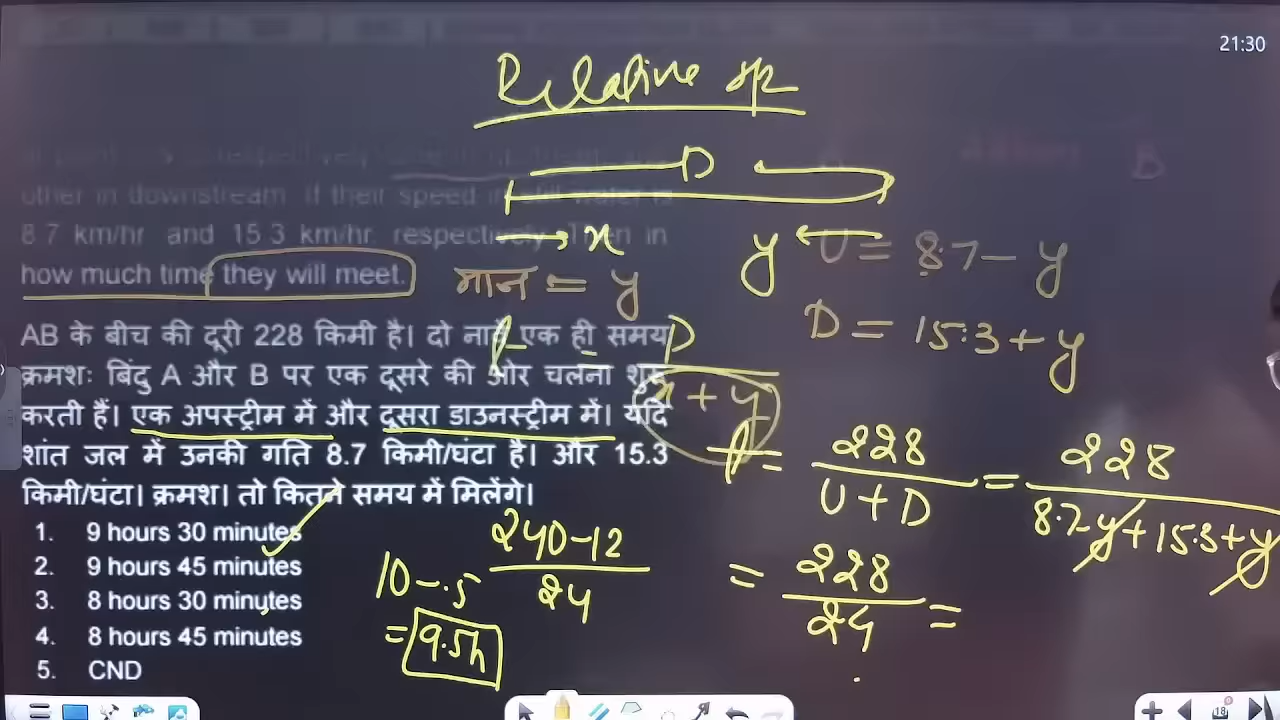 21:30
Relative sp
D
other in downstream. If their speed in still water is
8.7 km/hr and 15.3 km/hr respectively. Then in
how much time they will meet.
x
y
मान = y
U = 8.7 - y
D = 15.3 + y
AB के बीच की दूरी 228 किमी है। दो नावें एक ही समय
क्रमशः बिंदु A और B पर एक दूसरे की ओर चलना शुरू
करती हैं। एक अपस्ट्रीम में और दूसरा डाउनस्ट्रीम में। यदि
शांत जल में उनकी गति 8.7 किमी/घंटा है। और 15.3
किमी/घंटा। क्रमश। तो कितने समय में मिलेंगे।
t = D / x + y
t = 228 / U + D = 228 / 8.7 - y + 15.3 + y
= 228 / 24 =
240 - 12 / 24
10 - .5
= 9.5h
1. 9 hours 30 minutes
2. 9 hours 45 minutes
3. 8 hours 30 minutes
4. 8 hours 45 minutes
5. CND
18